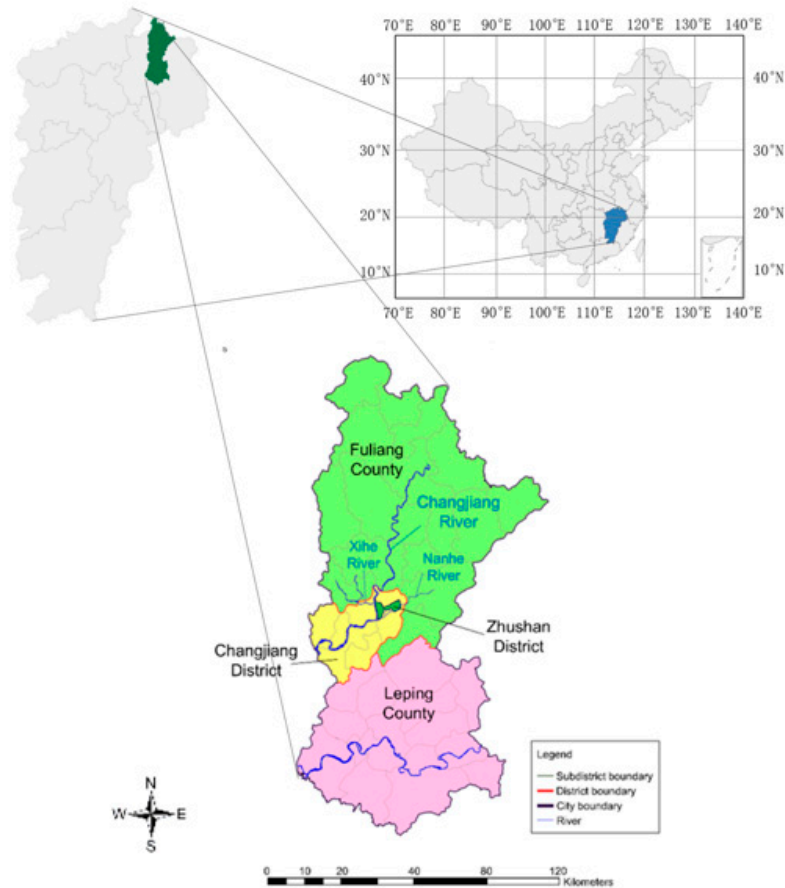 70°E 80°E 90°E 100°E 110°E 120°E 130°E 140°E
40°N 40°N
30°N 30°N
20°N 20°N
10°N 10°N
70°E 80°E 90°E 100°E 110°E 120°E 130°E 140°E
Fuliang
County
Changjiang
River
Xihe
River
Nanhe
River
Zhushan
District
Changjiang
District
Leping
County
Legend
Subdistrict boundary
District boundary
City boundary
River
N
W E
S
0 10 20 40 60 80 120
Kilometers